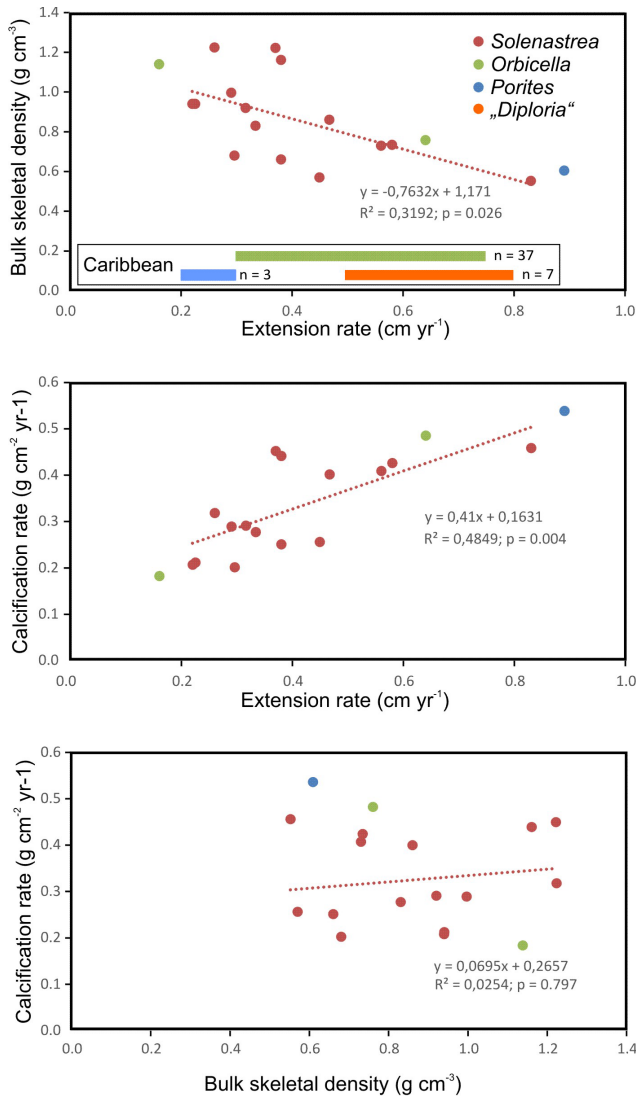 Bulk skeletal density (g cm-3)
1.4
1.2
1.0
0.8
0.6
0.4
0.2
0.0
Solenastrea
Orbicella
Porites
„Diploria“
y = -0,7632x + 1,171
R² = 0,3192; p = 0.026
Caribbean
n = 37
n = 3
n = 7
0.0 0.2 0.4 0.6 0.8 1.0
Extension rate (cm yr-1)
Calcification rate (g cm-2 yr-1)
0.6
0.5
0.4
0.3
0.2
0.1
0.0
y = 0,41x + 0,1631
R² = 0,4849; p = 0.004
0.0 0.2 0.4 0.6 0.8 1.0
Extension rate (cm yr-1)
Calcification rate (g cm-2 yr-1)
0.6
0.5
0.4
0.3
0.2
0.1
0.0
y = 0,0695x + 0,2657
R² = 0,0254; p = 0.797
0.0 0.2 0.4 0.6 0.8 1.0 1.2 1.4
Bulk skeletal density (g cm-3)